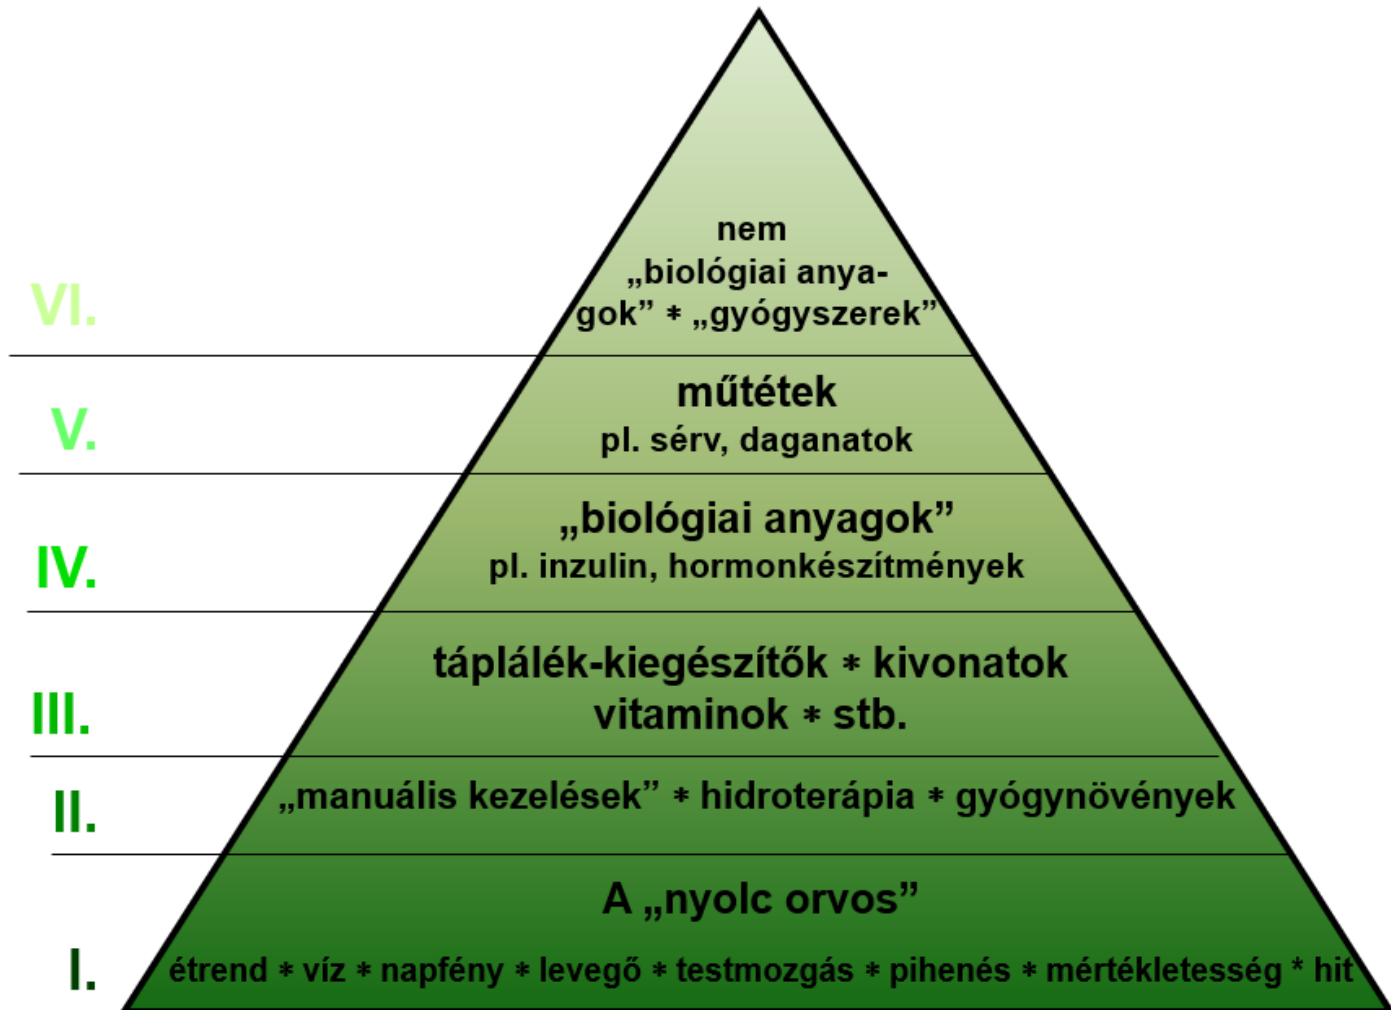 nem
„biológiai anya-
gok” * „gyógyszerek”
VI.
műtétek
V.
pl. sérv, daganatok
„biológiai anyagok”
IV.
pl. inzulin, hormonkészítmények
táplálék-kiegészítők * kivonatok
III.
vitaminok * stb.
II.
„manuális kezelések” * hidroterápia * gyógynövények
A „nyolc orvos”
I.
étrend * víz * napfény * levegő * testmozgás * pihenés * mértékletesség * hit